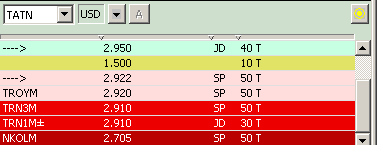 TATN USD A
----> 2.950 JD 40 T
1.500 10 T
----> 2.922 SP 50 T
TROYM 2.920 SP 50 T
TRN3M 2.910 SP 50 T
TRN1M± 2.910 JD 30 T
NKOLM 2.705 SP 50 T